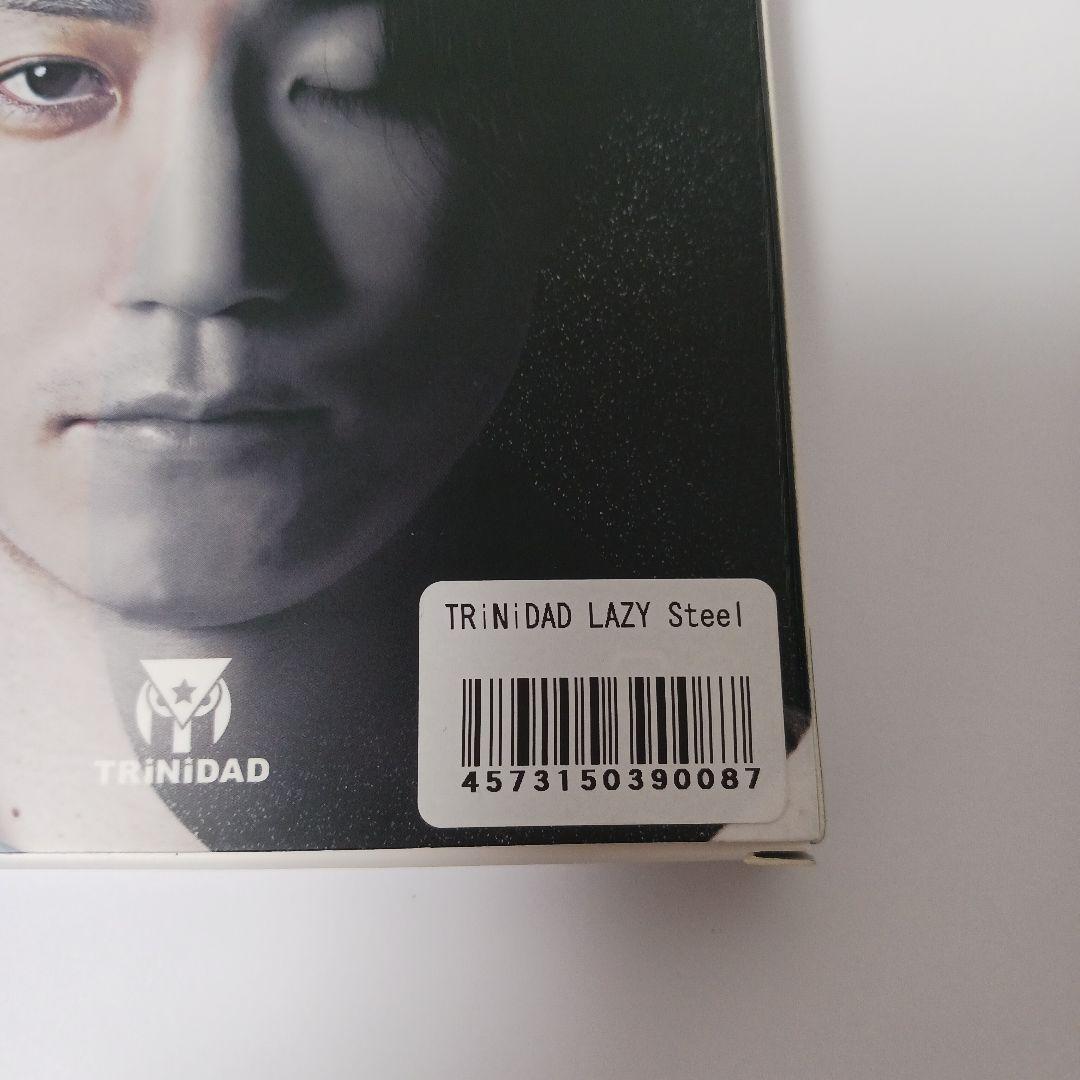 TRiNiDAD LAZY Steel
4573150390087
TRiNiDAD